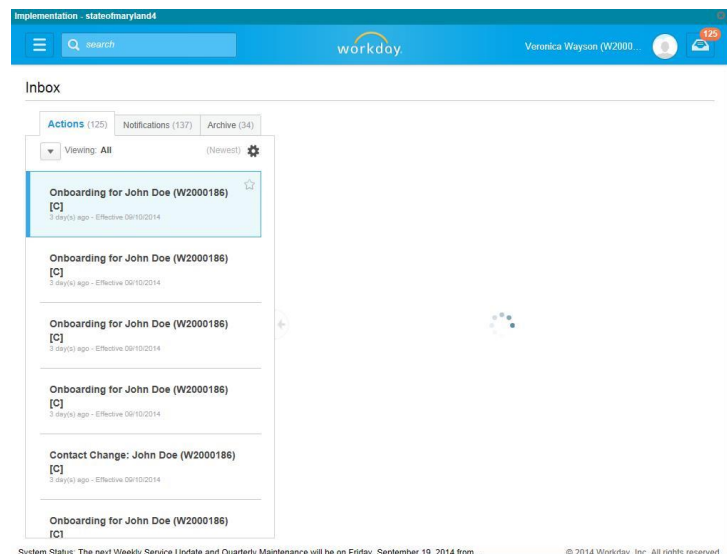 Implementation - stateofmaryland4
search
workday.
Veronica Wayson (W2000...
125
Inbox
Actions (125)
Notifications (137)
Archive (34)
Viewing: All
(Newest)
Onboarding for John Doe (W2000186)
[C]
3 day(s) ago - Effective 09/10/2014
Onboarding for John Doe (W2000186)
[C]
3 day(s) ago - Effective 09/10/2014
Onboarding for John Doe (W2000186)
[C]
3 day(s) ago - Effective 09/10/2014
Onboarding for John Doe (W2000186)
[C]
3 day(s) ago - Effective 09/10/2014
Contact Change: John Doe (W2000186)
[C]
3 day(s) ago - Effective 09/10/2014
Onboarding for John Doe (W2000186)
[C]
System Status: The next Weekly Service Update and Quarterly Maintenance will be on Friday, September 19, 2014 from...
© 2014 Workday, Inc. All rights reserved